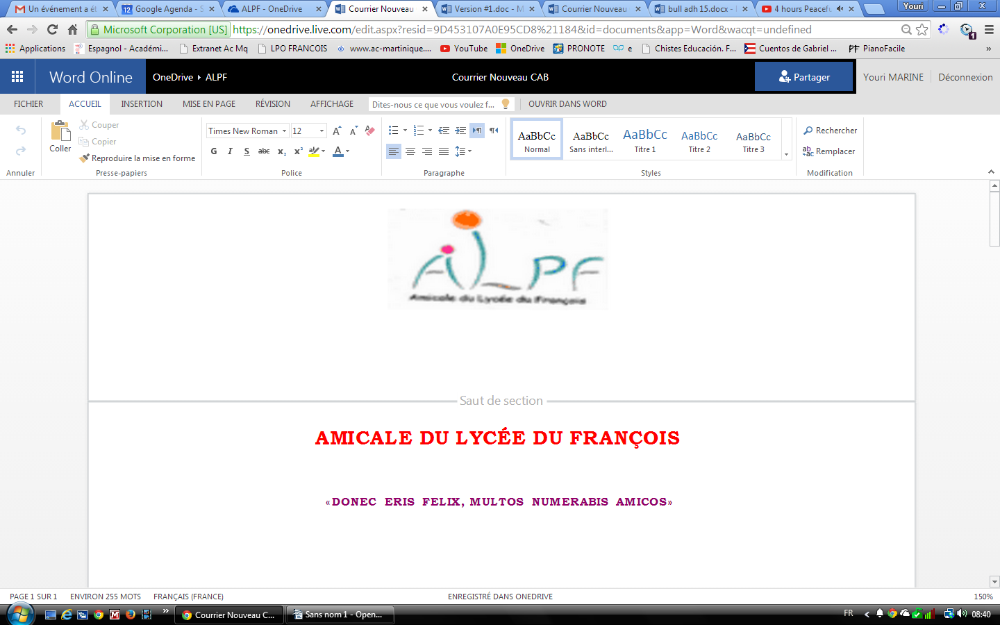 Un événement a ét
12 Google Agenda - S
ALPF - OneDrive
Courrier Nouveau
Version #1.doc - M
Courrier Nouveau
bull adh 15.docx -
4 hours Peacefu
Youri
Microsoft Corporation [US] https://onedrive.live.com/edit.aspx?resid=9D453107A0E95CD8%21184&id=documents&app=Word&wacqt=undefined
1
Applications Espagnol - Académi... Extranet Ac Mq LPO FRANCOIS www.ac-martinique.... YouTube OneDrive PRONOTE e Chistes Educación. F... Cuentos de Gabriel ... PianoFacile »
Word Online OneDrive ALPF Courrier Nouveau CAB Partager Youri MARINE Déconnexion
FICHIER ACCUEIL INSERTION MISE EN PAGE RÉVISION AFFICHAGE Dites-nous ce que vous voulez f... OUVRIR DANS WORD
Coller
Couper
Copier
Reproduire la mise en forme
Times New Roman 12
G I S abc x₂ x² ab A
AaBbCc AaBbCc AaBbCc AaBbCc AaBbCc
Normal Sans interl... Titre 1 Titre 2 Titre 3
Rechercher
Remplacer
Annuler Presse-papiers Police Paragraphe Styles Modification
ALPF
Amicale du Lycée du François
Saut de section
AMICALE DU LYCÉE DU FRANÇOIS
«DONEC ERIS FELIX, MULTOS NUMERABIS AMICOS»
PAGE 1 SUR 1 ENVIRON 255 MOTS FRANÇAIS (FRANCE) ENREGISTRÉ DANS ONEDRIVE 150%
Courrier Nouveau C... Sans nom 1 - Open... FR 08:40